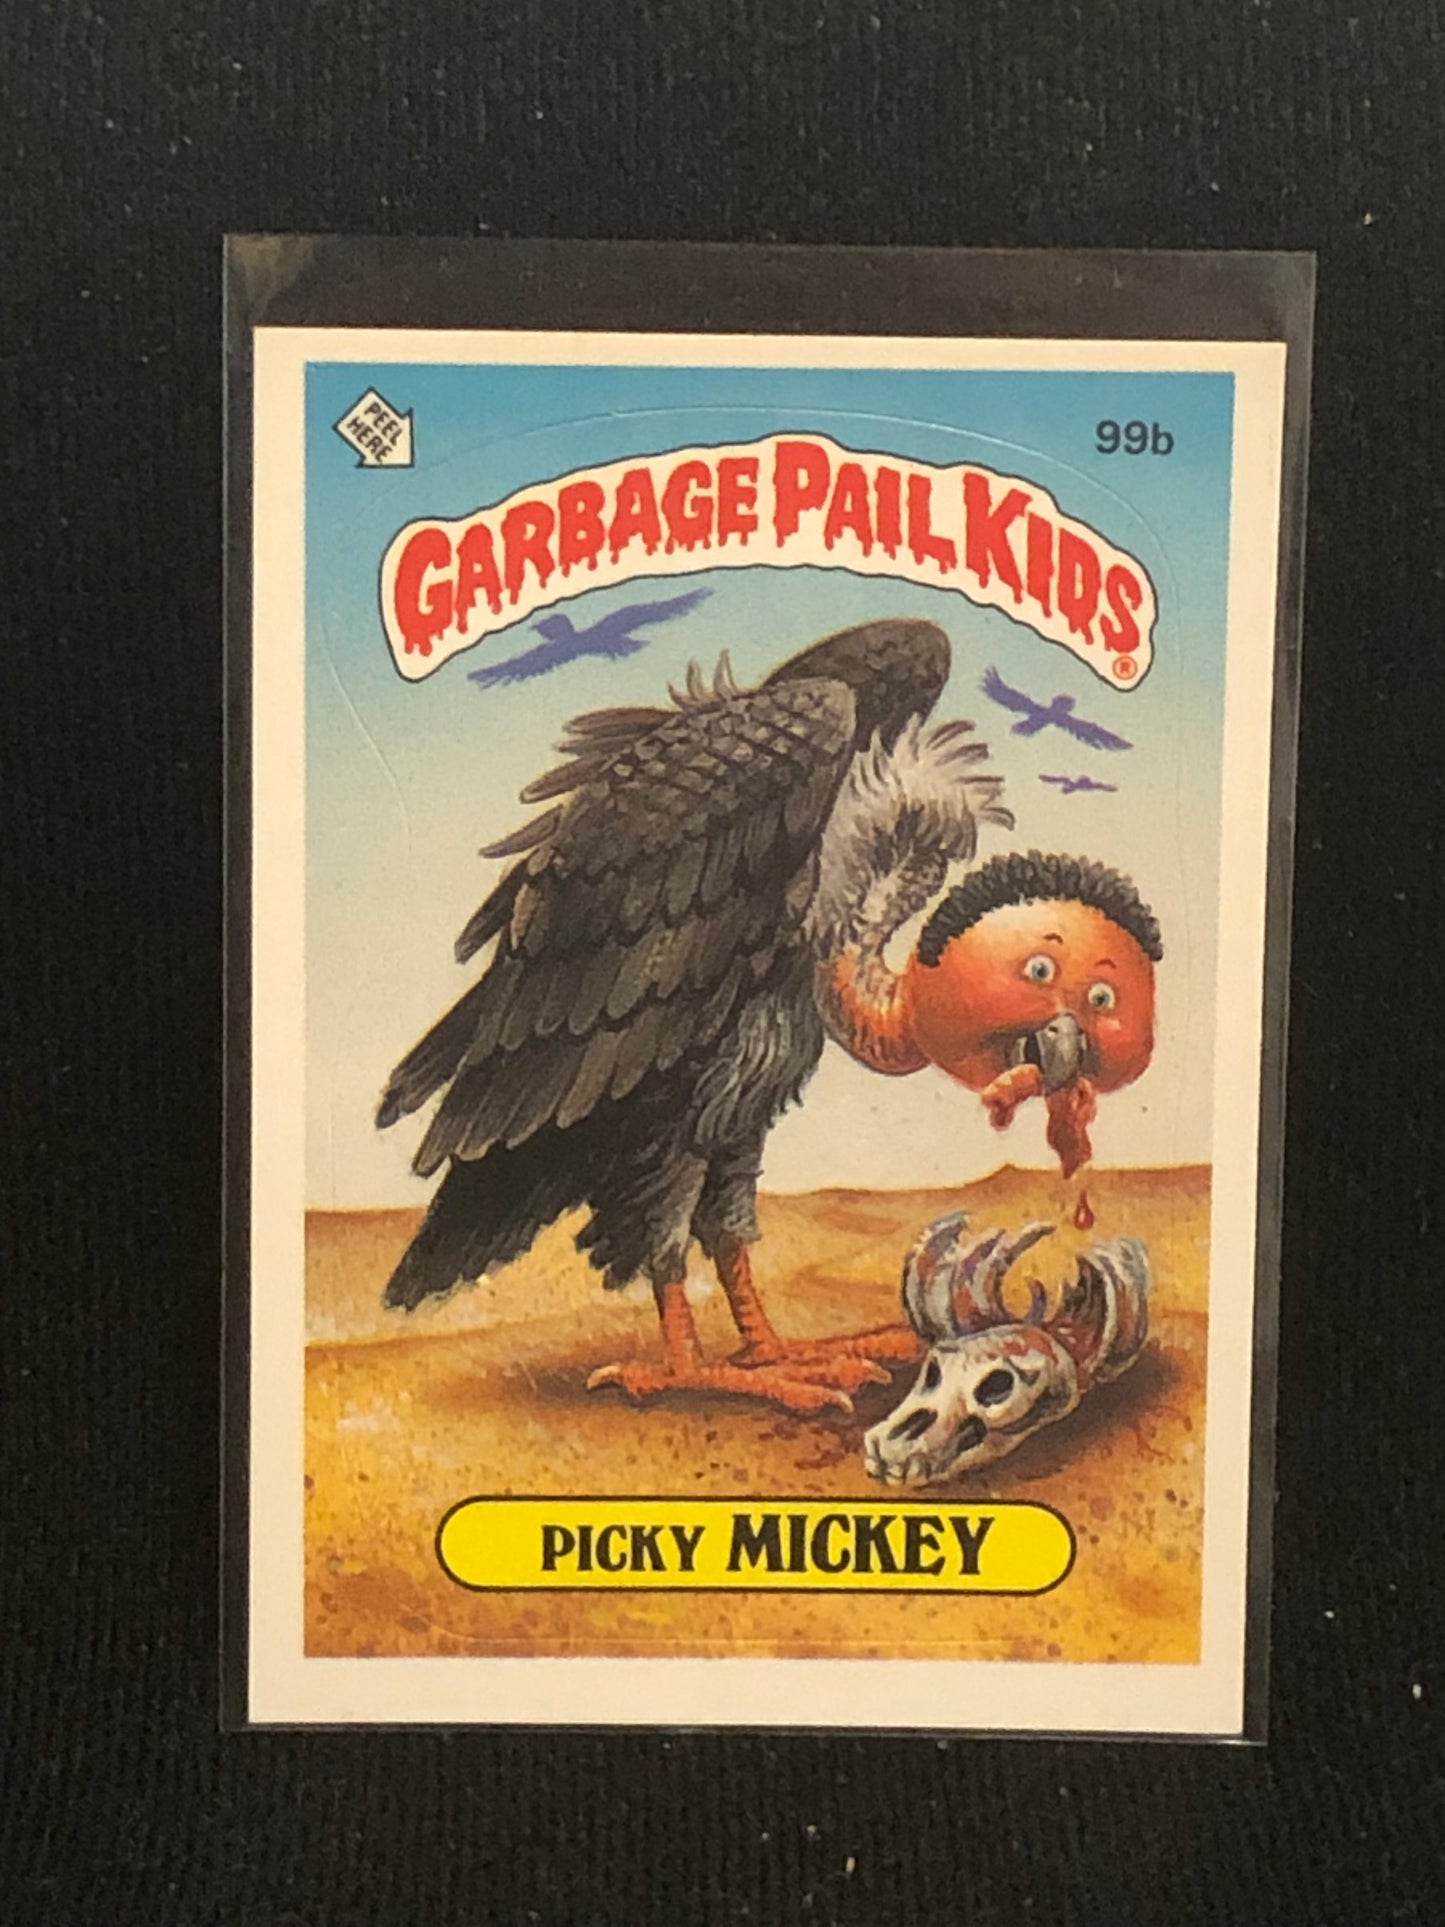 PEEL
HERE
99b
GARBAGE PAIL KIDS®
PICKY MICKEY